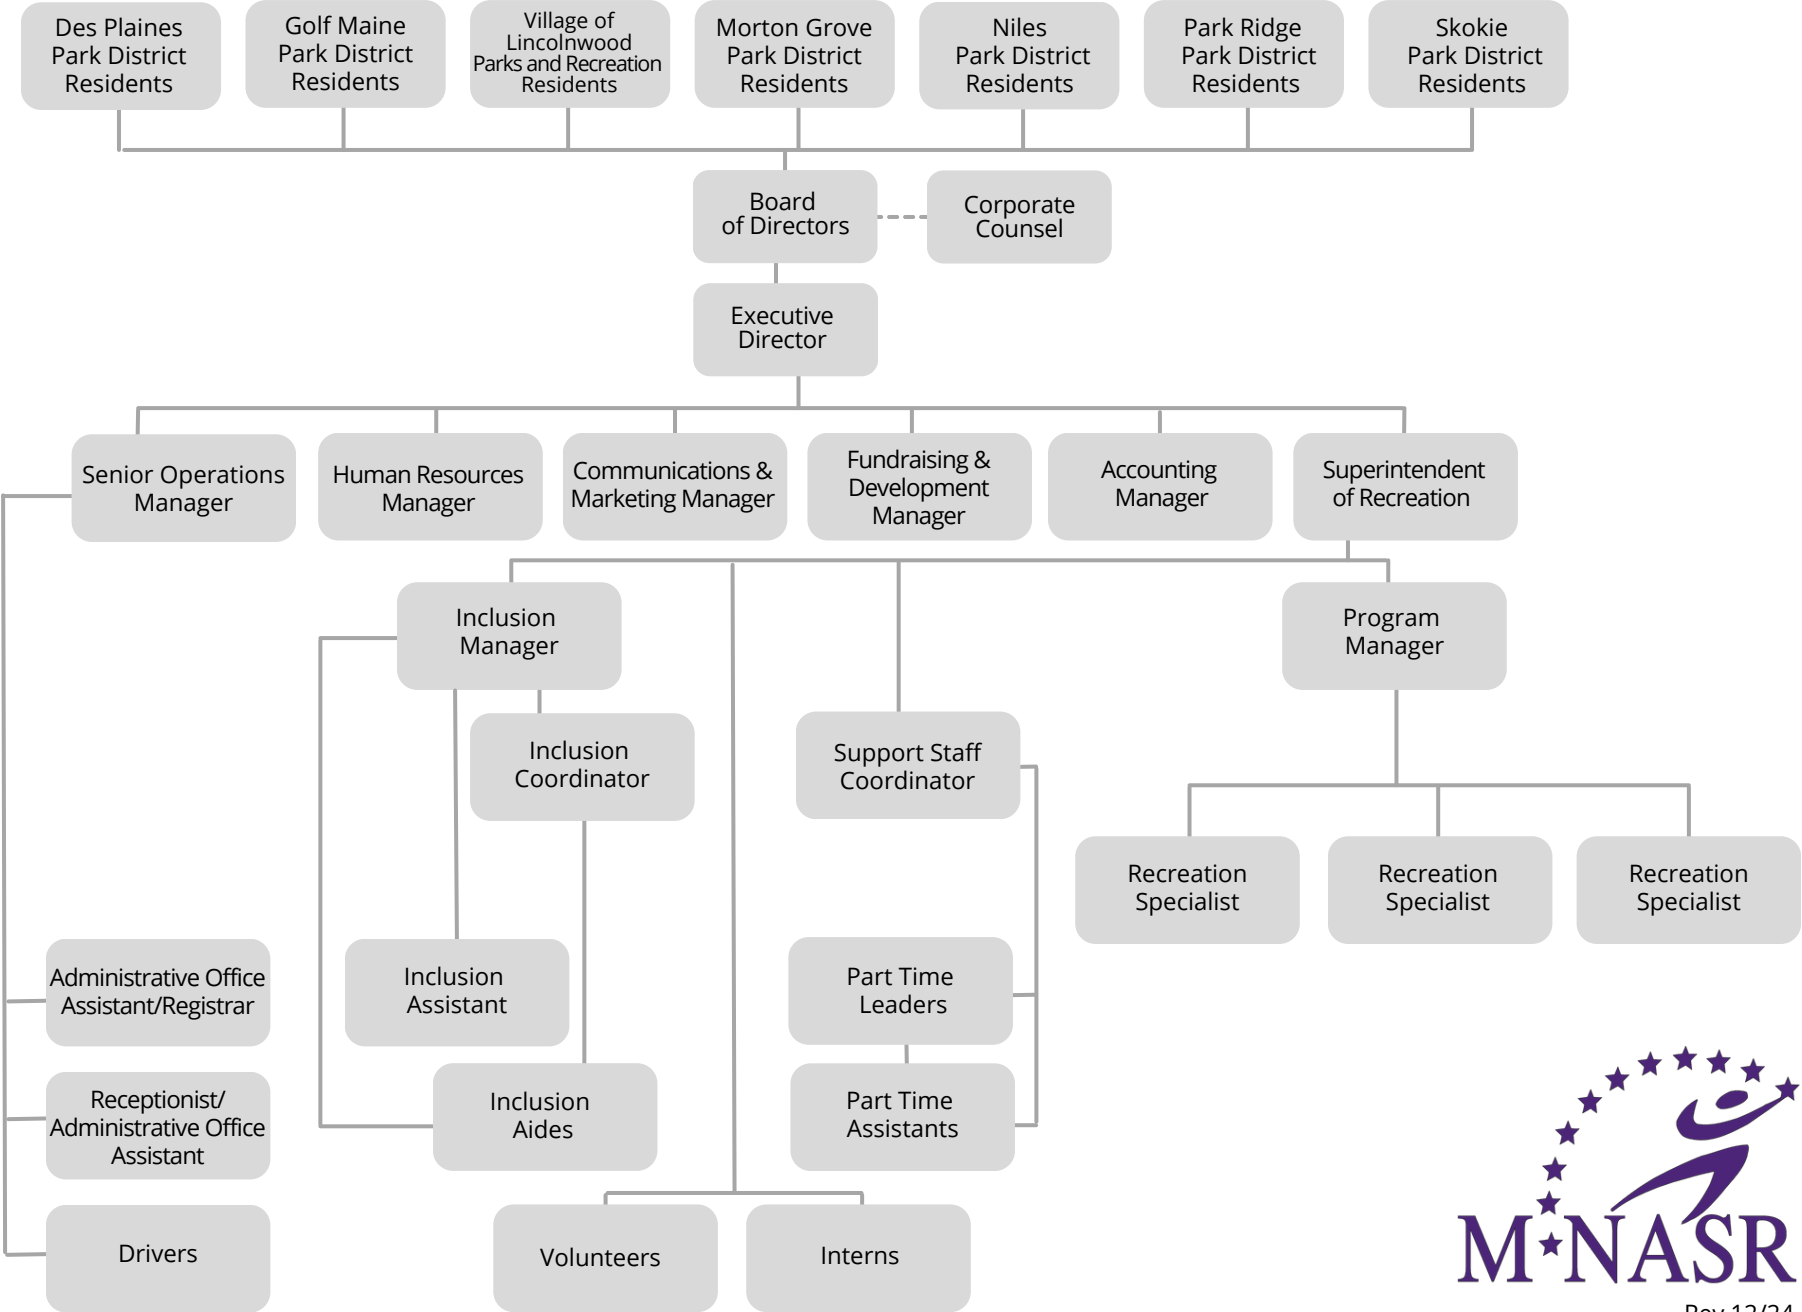 Des Plaines
Park District
Residents
Golf Maine
Park District
Residents
Village of
Lincolnwood
Parks and Recreation
Residents
Morton Grove
Park District
Residents
Niles
Park District
Residents
Park Ridge
Park District
Residents
Skokie
Park District
Residents
Board
of Directors
Corporate
Counsel
Executive
Director
Senior Operations
Manager
Human Resources
Manager
Communications &
Marketing Manager
Fundraising &
Development
Manager
Accounting
Manager
Superintendent
of Recreation
Inclusion
Manager
Program
Manager
Inclusion
Coordinator
Support Staff
Coordinator
Recreation
Specialist
Recreation
Specialist
Recreation
Specialist
Administrative Office
Assistant/Registrar
Inclusion
Assistant
Part Time
Leaders
Receptionist/
Administrative Office
Assistant
Inclusion
Aides
Part Time
Assistants
Drivers
Volunteers
Interns
M★NASR
Rev 12/24